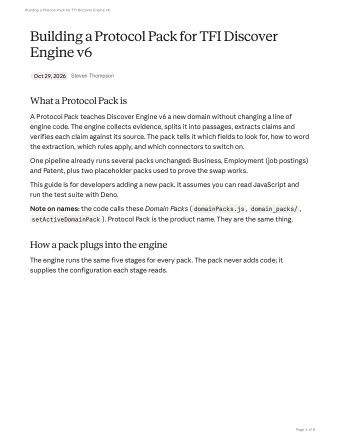 Building a Protocol Pack for TFI Discover Engine v6
Building a Protocol Pack for TFI Discover
Engine v6
Oct 29, 2026 Steven Thompson
What a Protocol Pack is
A Protocol Pack teaches Discover Engine v6 a new domain without changing a line of
engine code. The engine collects evidence, splits it into passages, extracts claims and
verifies each claim against its source. The pack tells it which fields to look for, how to word
the extraction, which rules apply, and which connectors to switch on.
One pipeline already runs several packs unchanged: Business, Employment (job postings)
and Patent, plus two placeholder packs used to prove the swap works.
This guide is for developers adding a new pack. It assumes you can read JavaScript and
run the test suite with Deno.
Note on names: the code calls these Domain Packs ( domainPacks.js , domain_packs/ ,
setActiveDomainPack ). Protocol Pack is the product name. They are the same thing.
How a pack plugs into the engine
The engine runs the same five stages for every pack. The pack never adds code; it
supplies the configuration each stage reads.